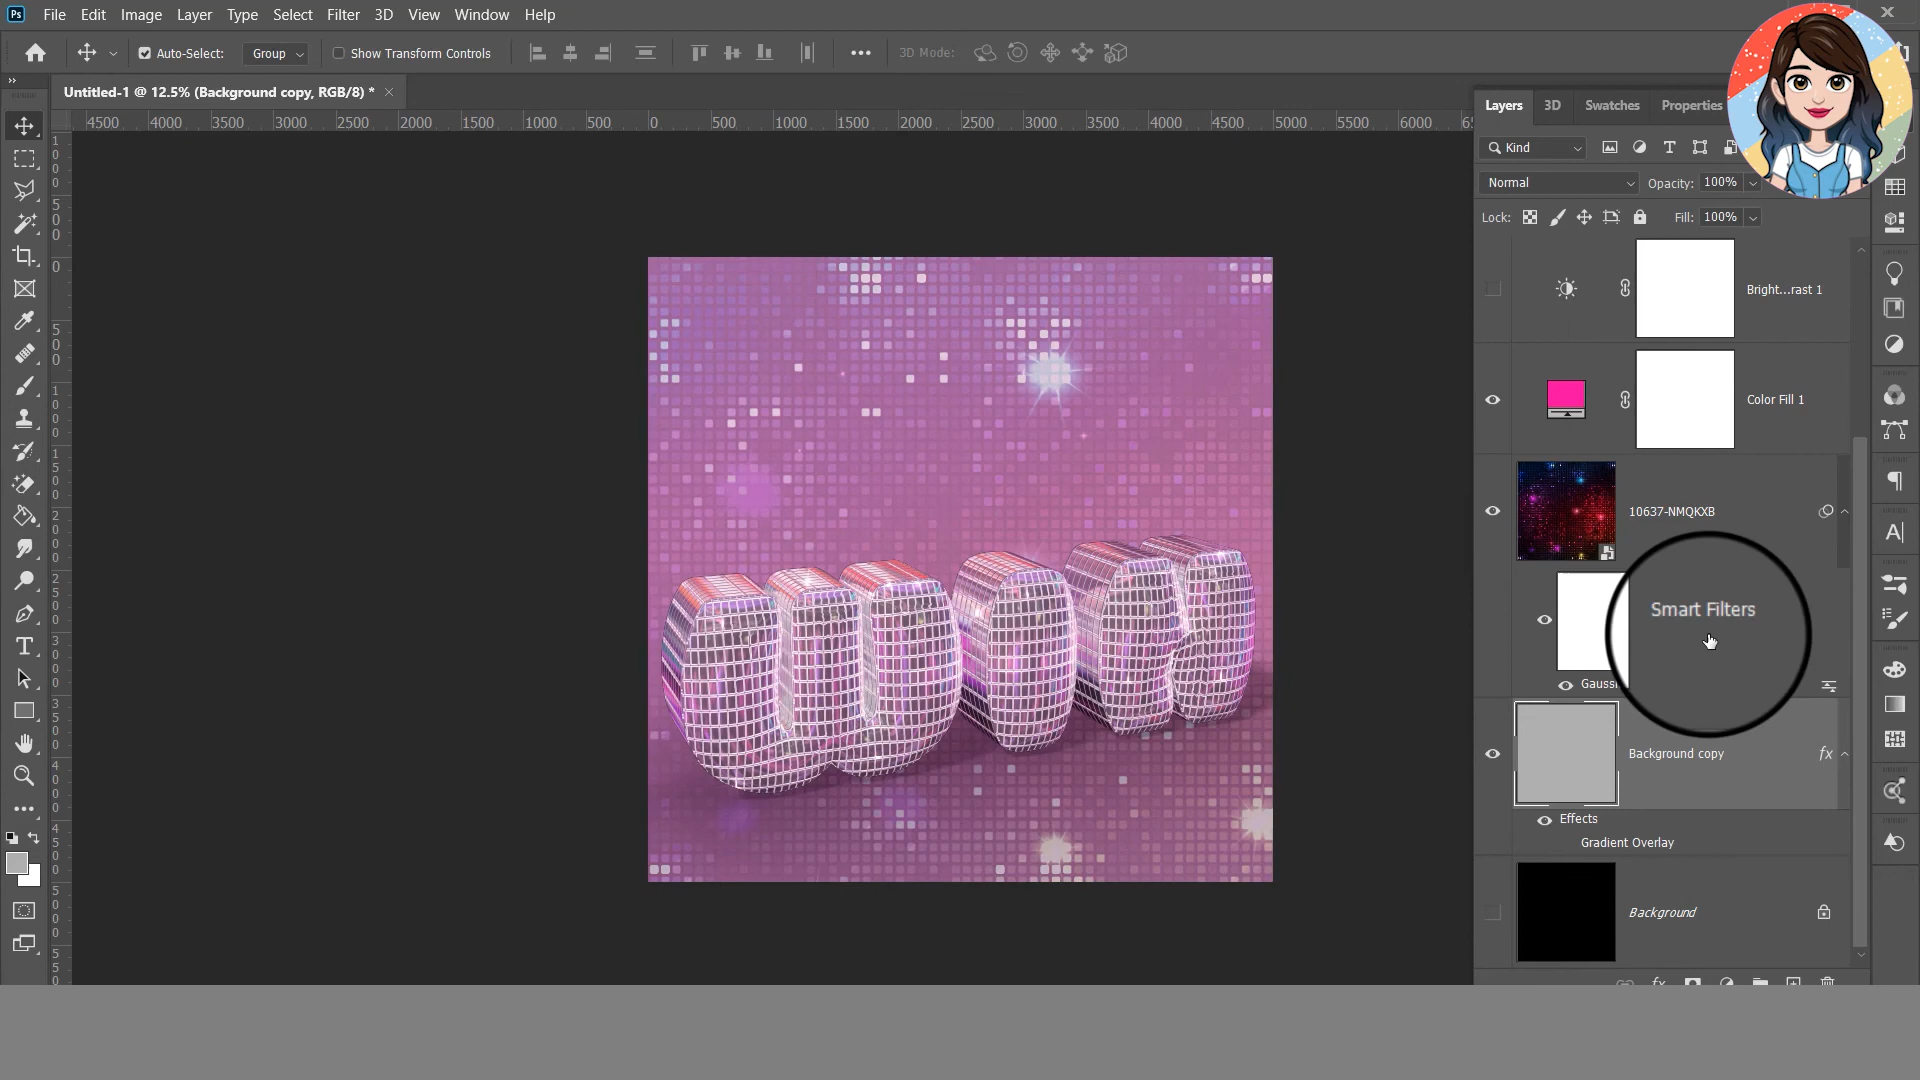 Ps File Edit Image Layer Type Select Filter 3D View Window Help
Auto-Select: Group Show Transform Controls 3D Mode:
Untitled-1 @ 12.5% (Background copy, RGB/8) *
4500 4000 3500 3000 2500 2000 1500 1000 500 0 500 1000 1500 2000 2500 3000 3500 4000 4500 5000 5500 6000
Layers 3D Swatches Properties
Kind
Normal Opacity: 100%
Lock: Fill: 100%
Bright...rast 1
Color Fill 1
10637-NMQKXB
Smart Filters
Background copy fx
Effects
Gradient Overlay
Background